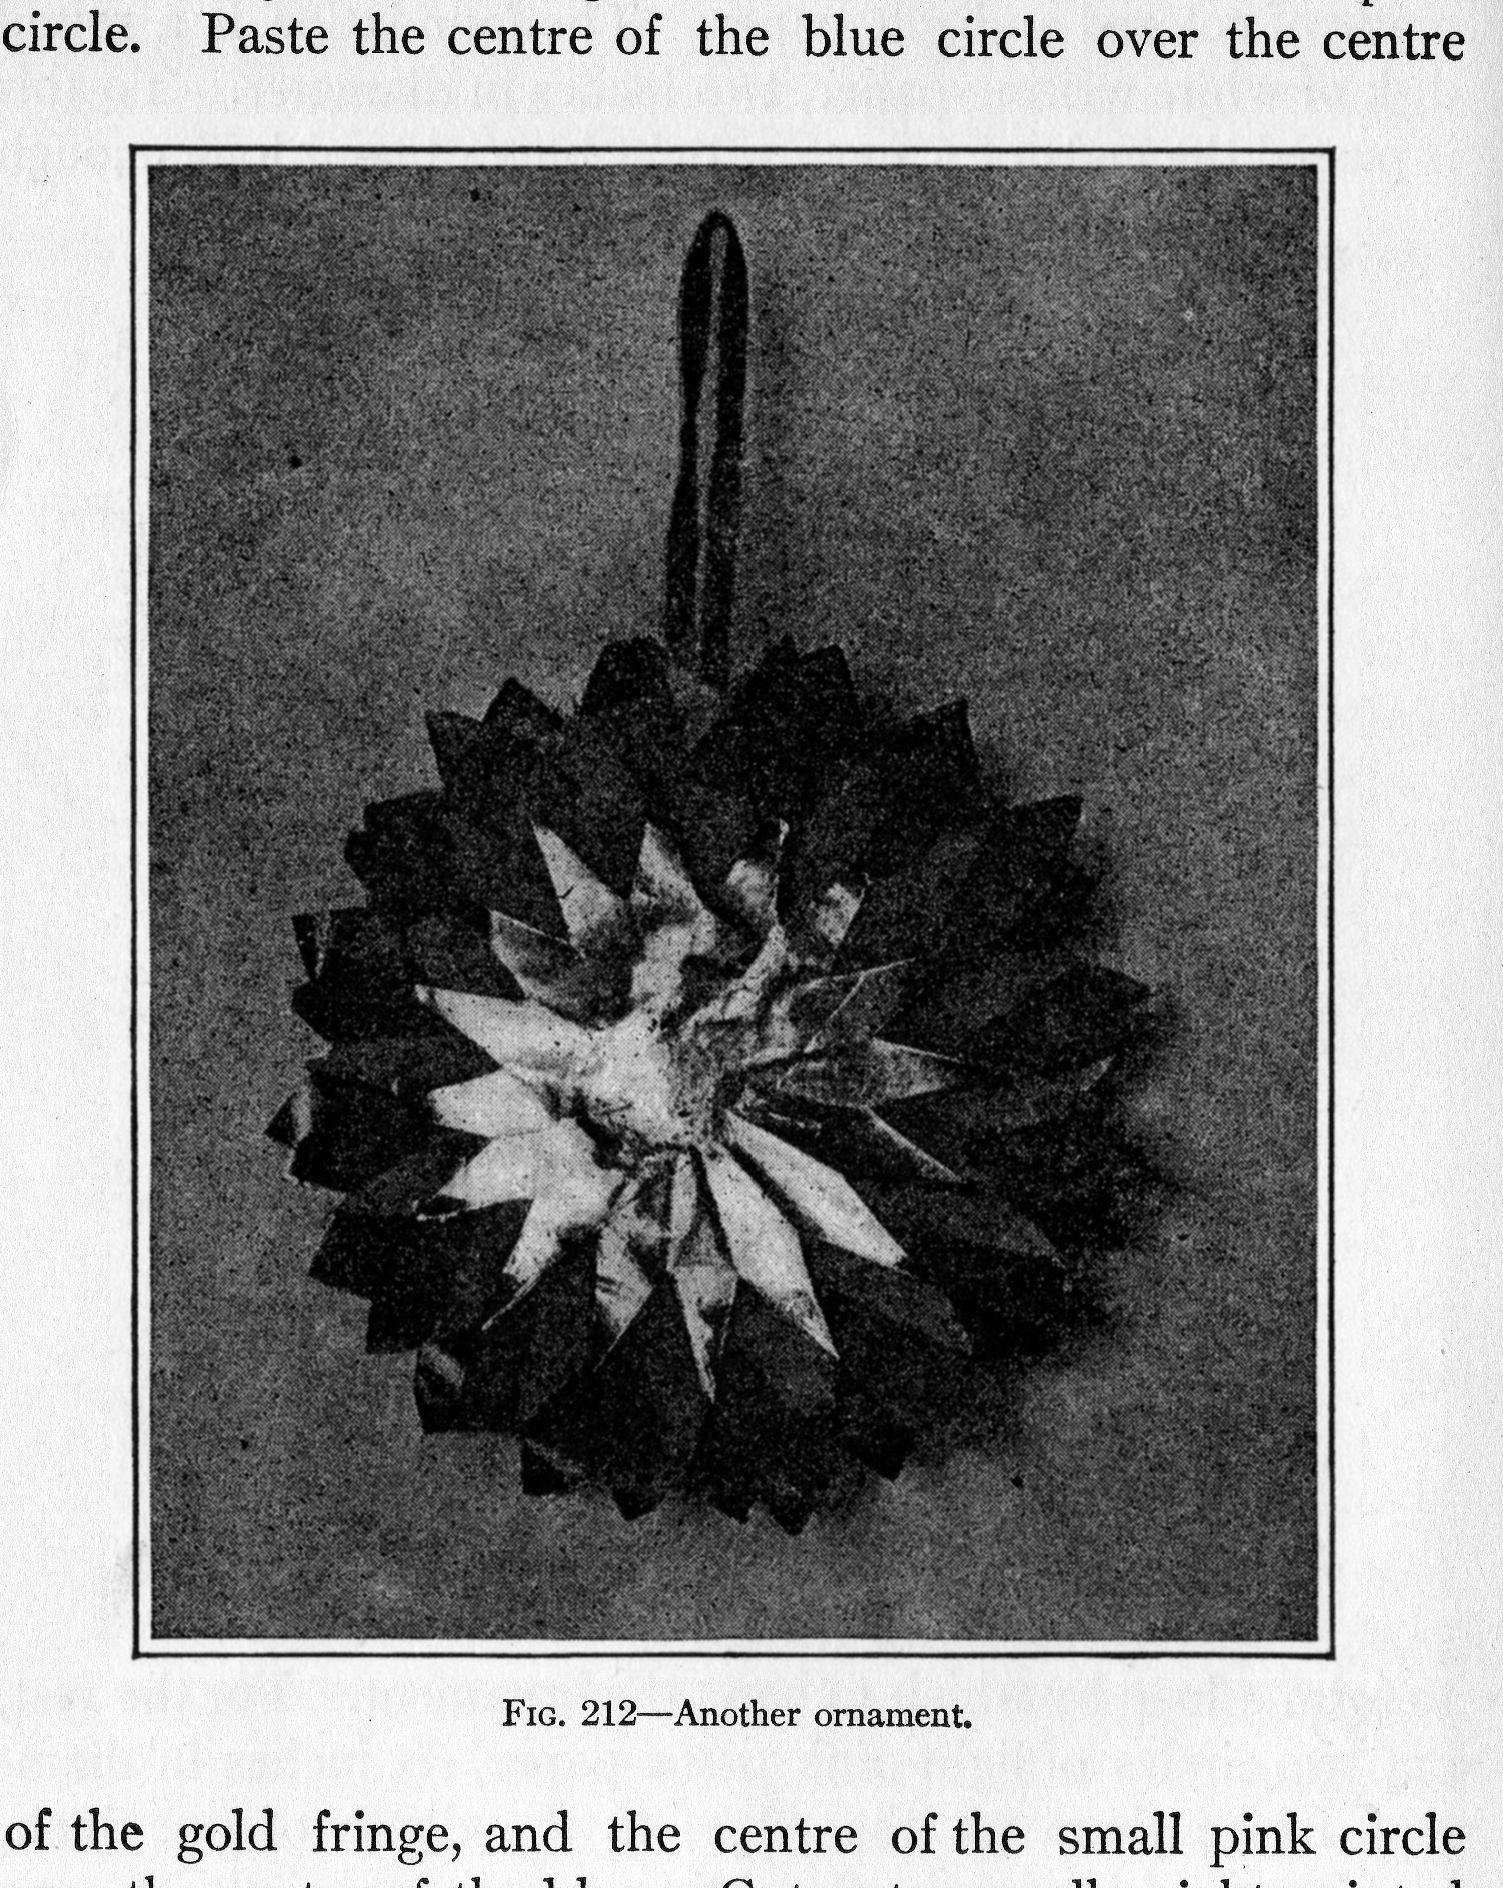 circle. Paste the centre of the blue circle over the centre
FIG. 212—Another ornament.
of the gold fringe, and the centre of the small pink circle